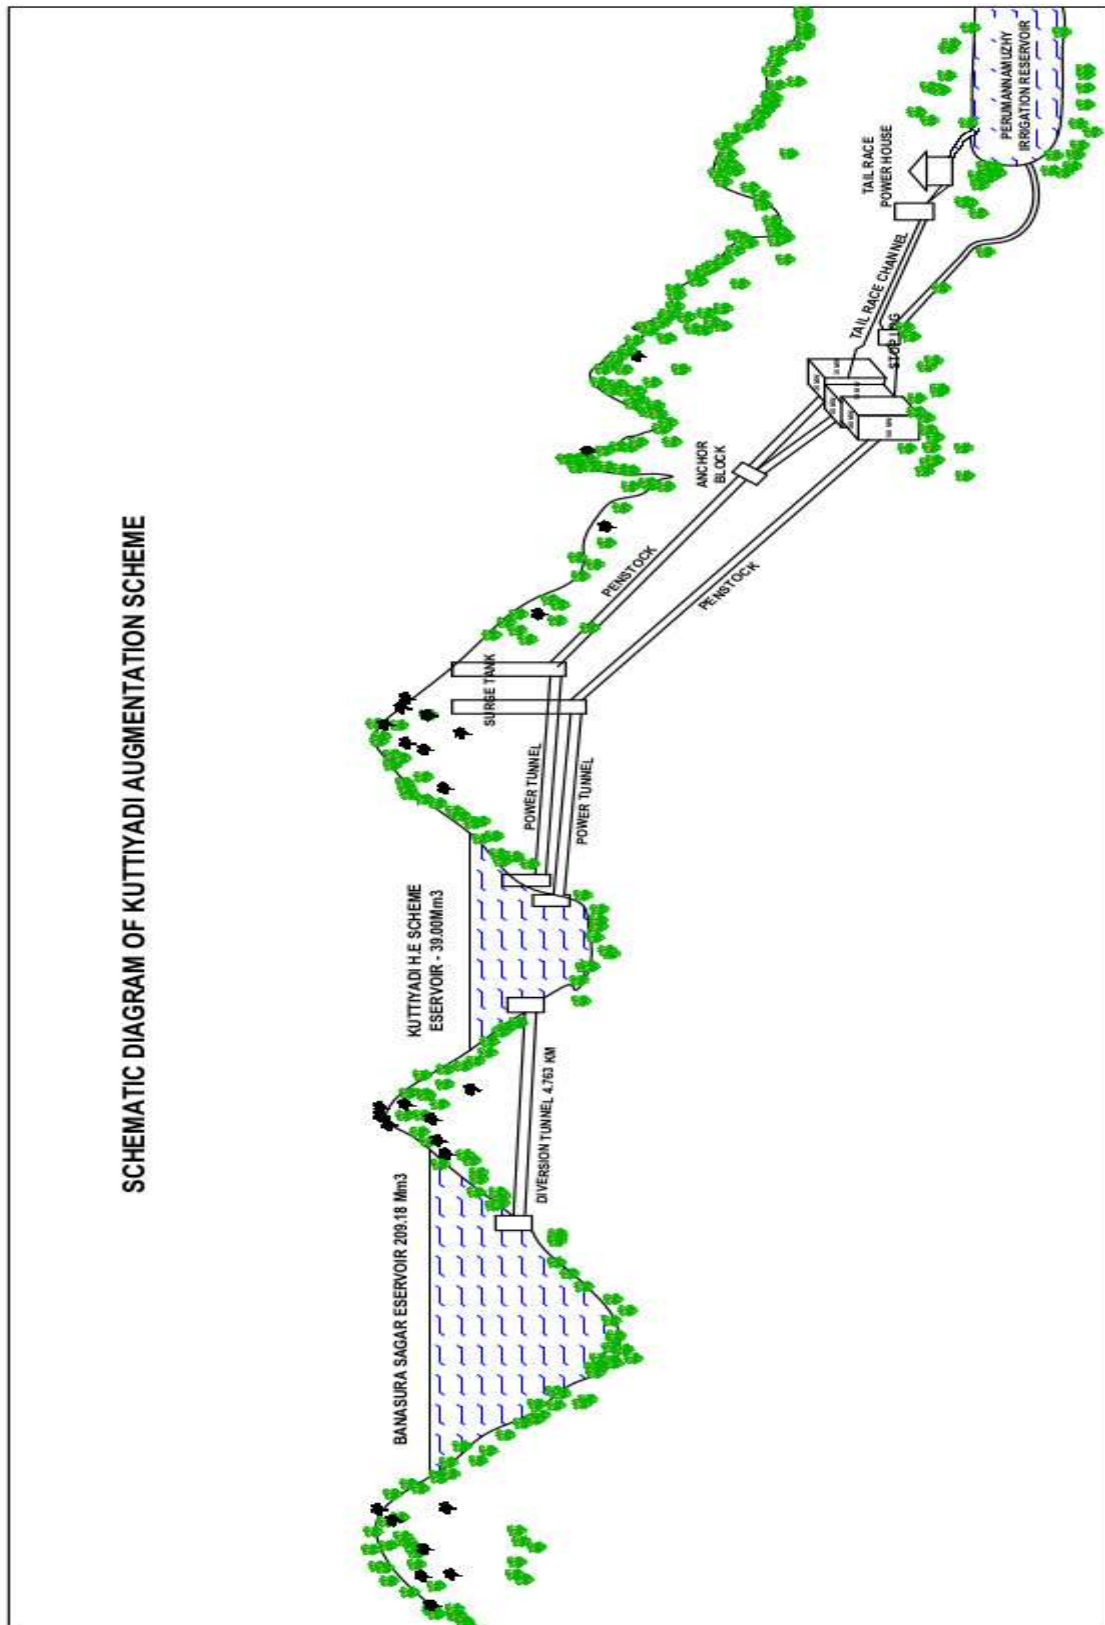 SCHEMATIC DIAGRAM OF KUTTIYADI AUGMENTATION SCHEME
BANASURA SAGAR ESERVOIR 209.18 Mm3
DIVERSION TUNNEL 4.763 KM
KUTTIYADI H.E SCHEME
ESERVOIR - 39.00Mm3
POWER TUNNEL
POWER TUNNEL
SURGE TANK
PENSTOCK
PENSTOCK
ANCHOR
BLOCK
TAIL RACE CHANNEL
STOP LOG
TAIL RACE
POWER HOUSE
PERUMANNAMUZHY
IRRIGATION RESERVOIR